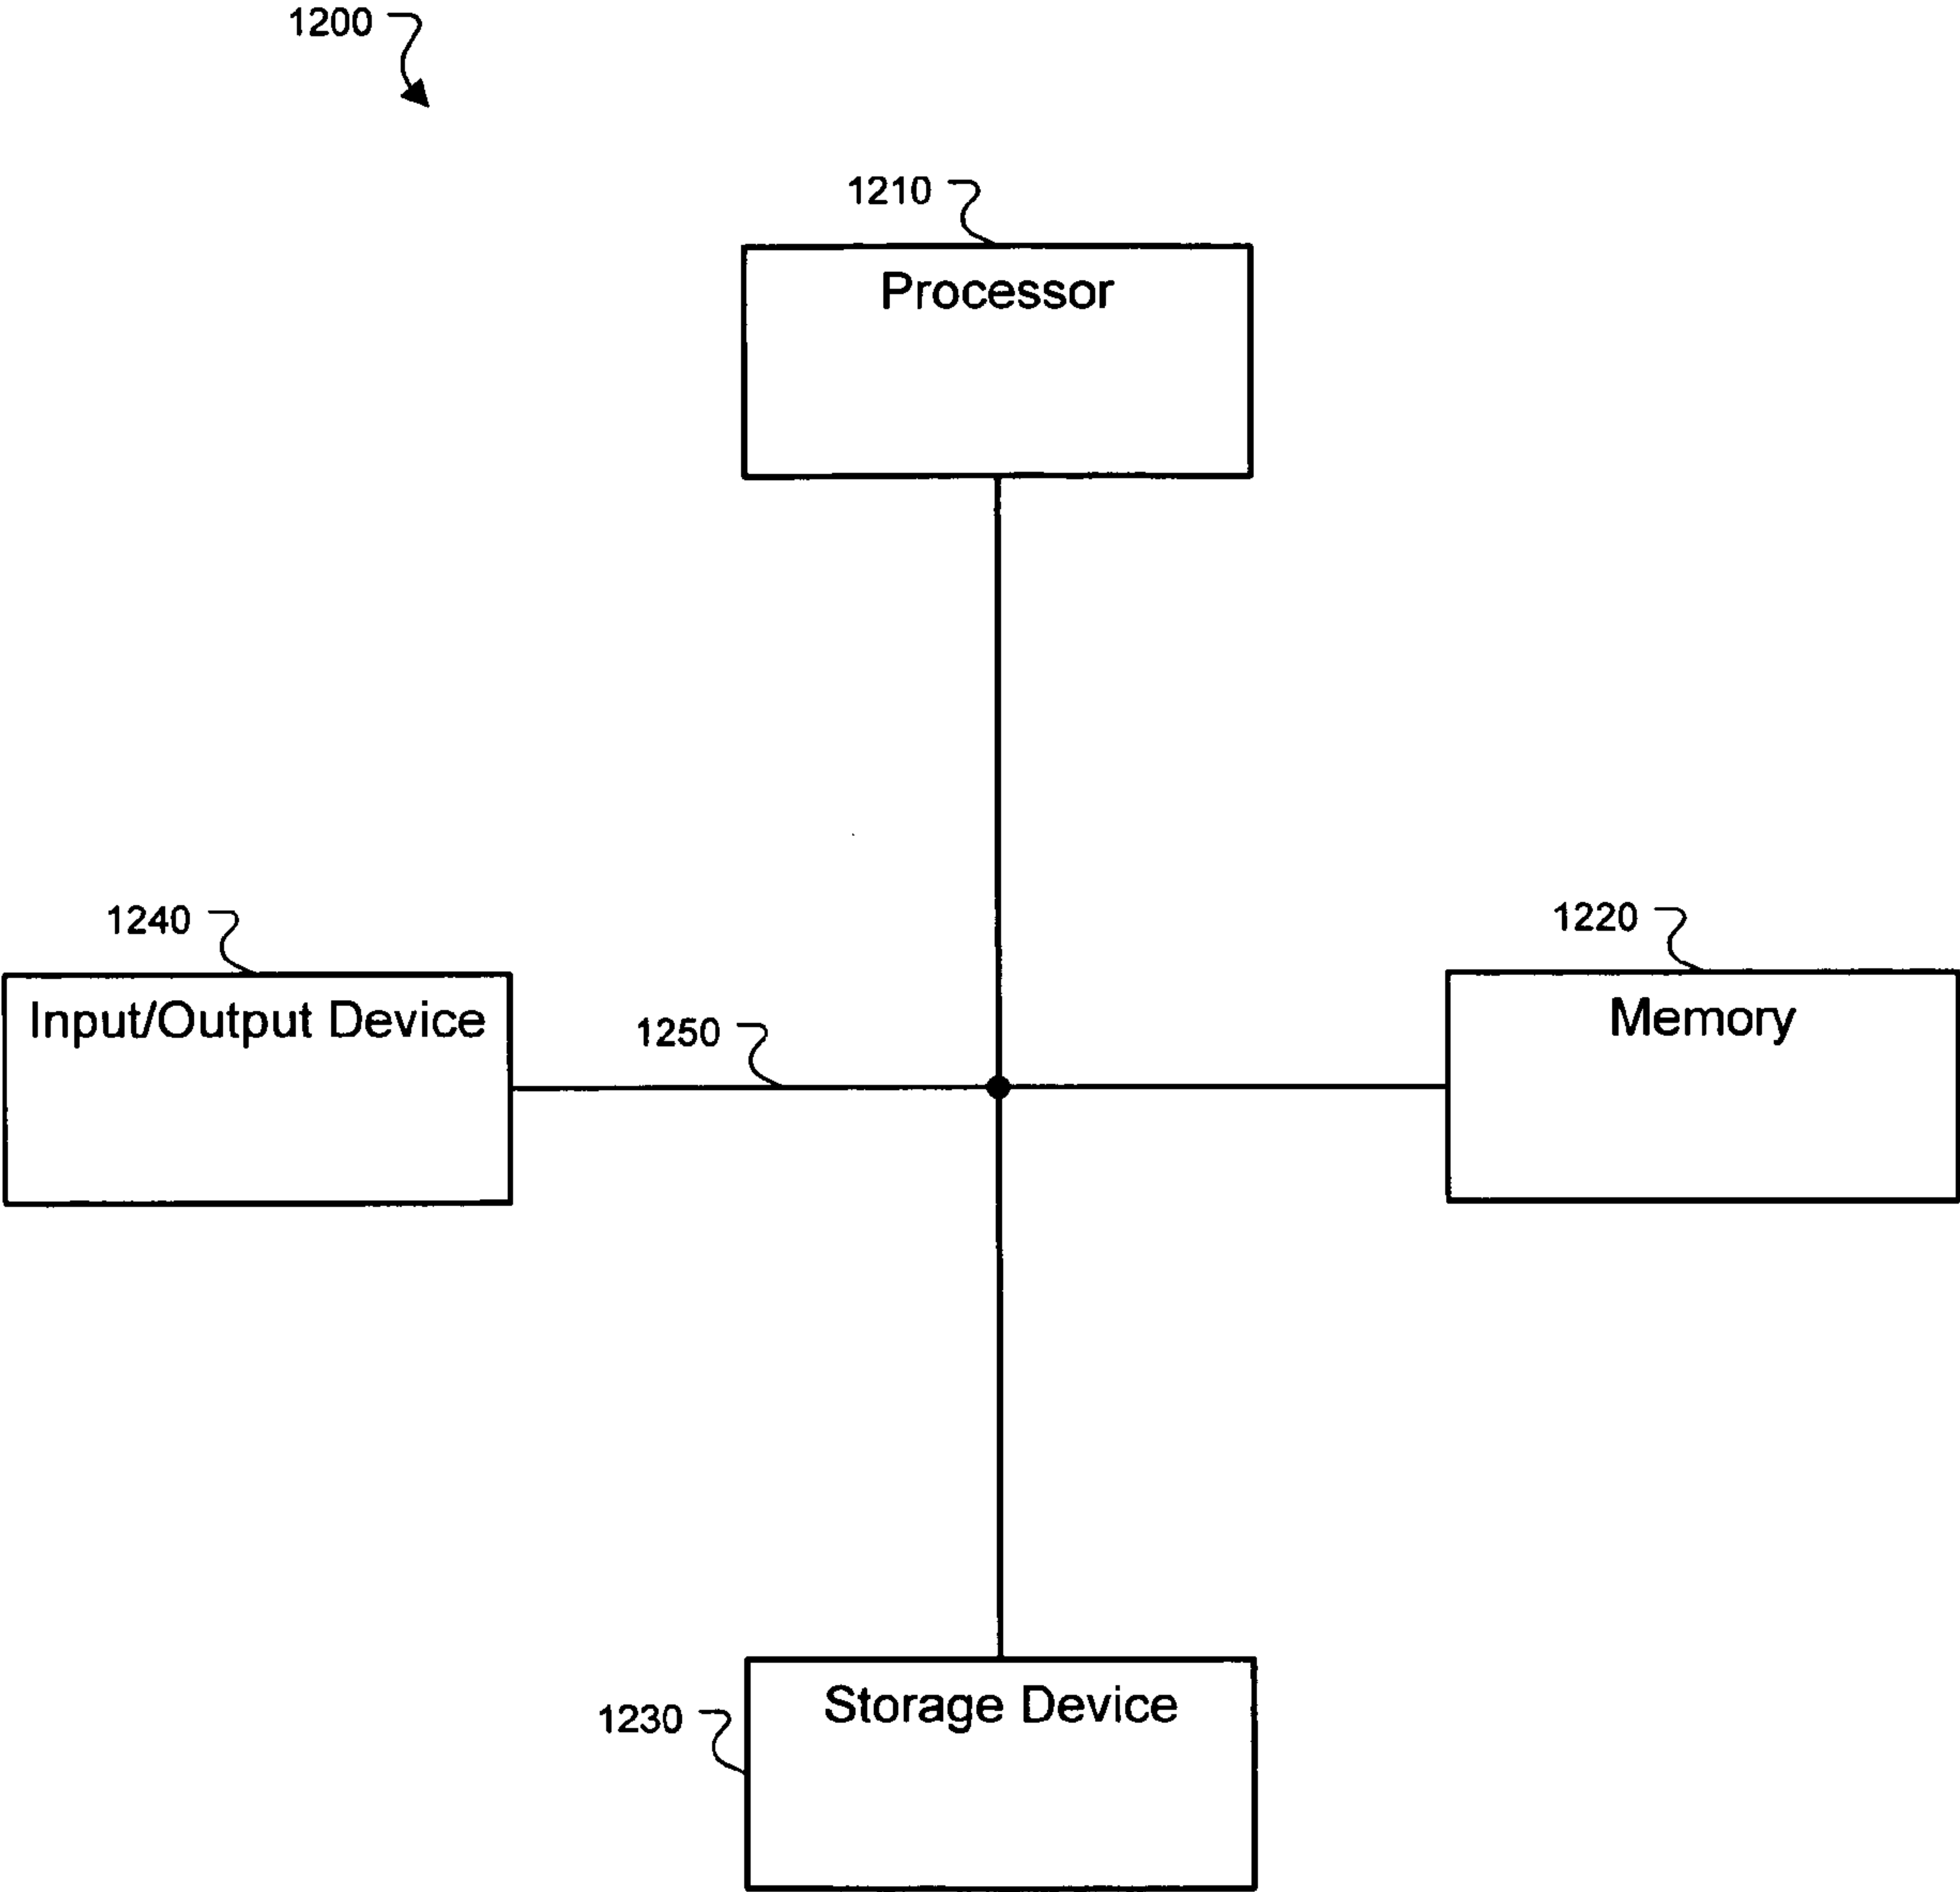 1200
1210
Processor
1240
1220
Input/Output Device
1250
Memory
Storage Device
1230